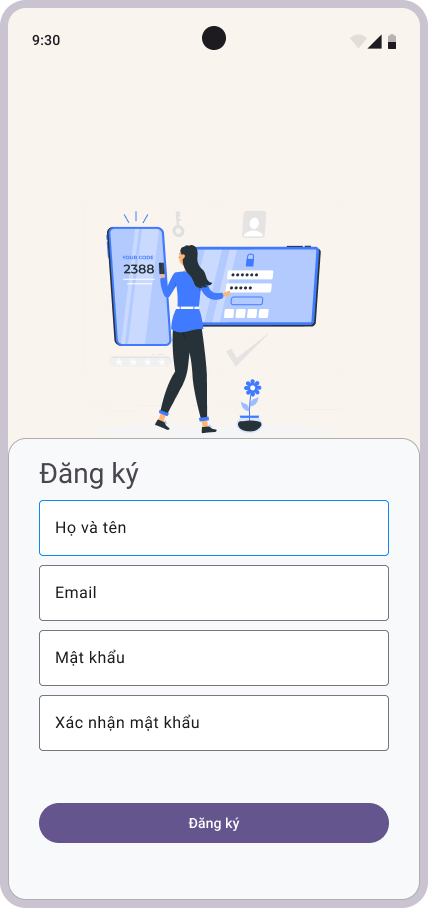 9:30
YOUR CODE
2388
Đăng ký
Họ và tên
Email
Mật khẩu
Xác nhận mật khẩu
Đăng ký